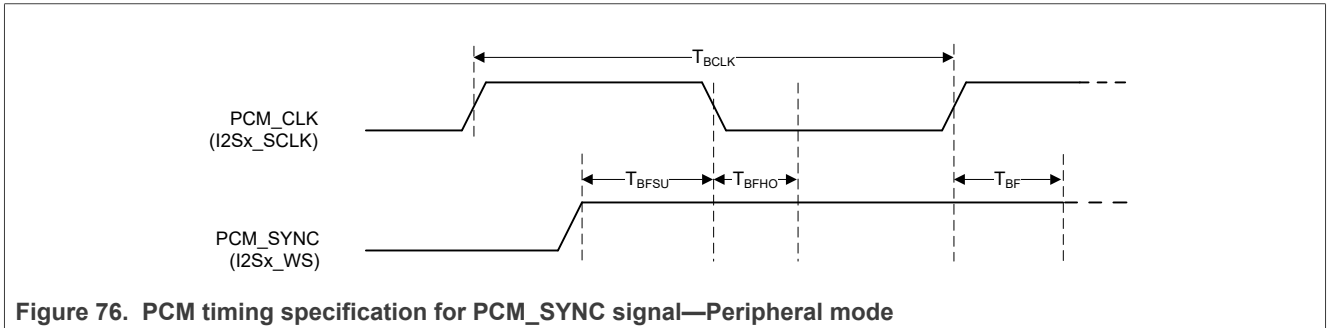 T_BCLK
PCM_CLK
(I2Sx_SCLK)
T_BFSU
T_BFHO
T_BF
PCM_SYNC
(I2Sx_WS)
Figure 76. PCM timing specification for PCM_SYNC signal—Peripheral mode